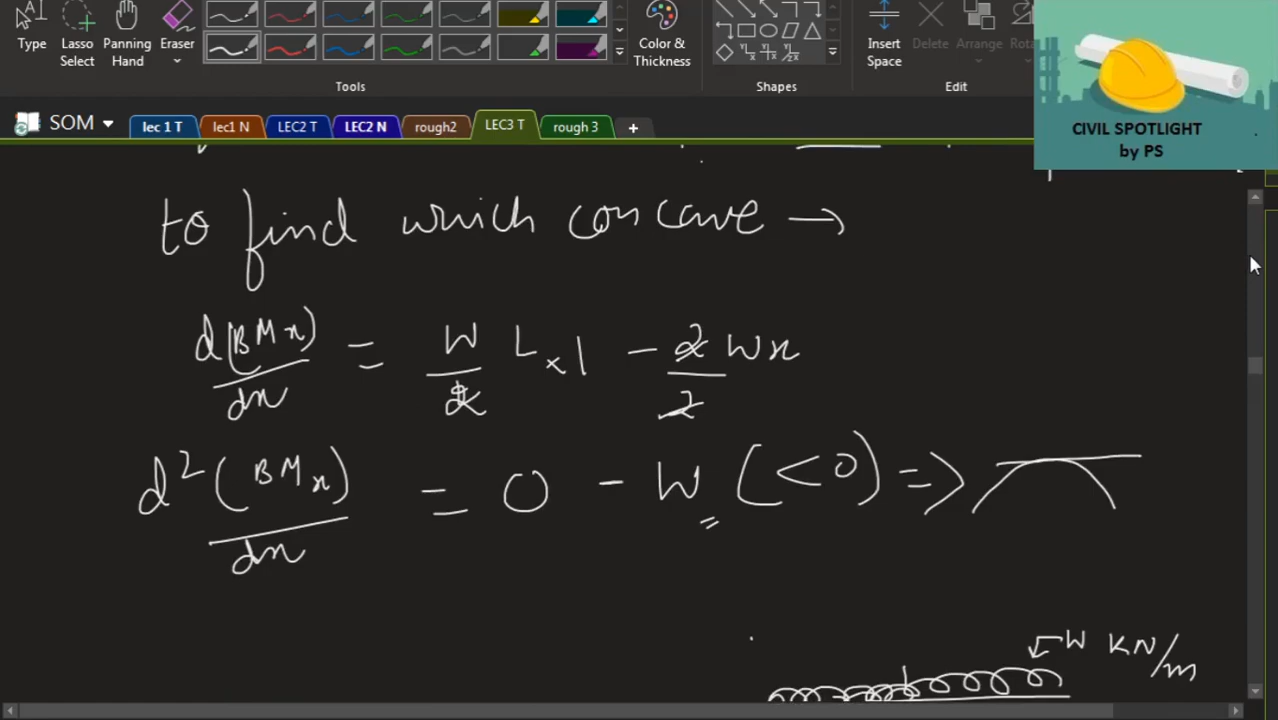 Type
Lasso Select
Panning Hand
Eraser
Color & Thickness
Insert Space
Delete
Arrange
Tools
Shapes
Edit
SOM
lec 1 T
lec1 N
LEC2 T
LEC2 N
rough2
LEC3 T
rough 3
CIVIL SPOTLIGHT
by PS
to find which concave →
d(BMx)/dx = W/2 L×1 - 2/2 Wx
d²(BMx)/dx = 0 - W (<0) ⇒
W KN/m